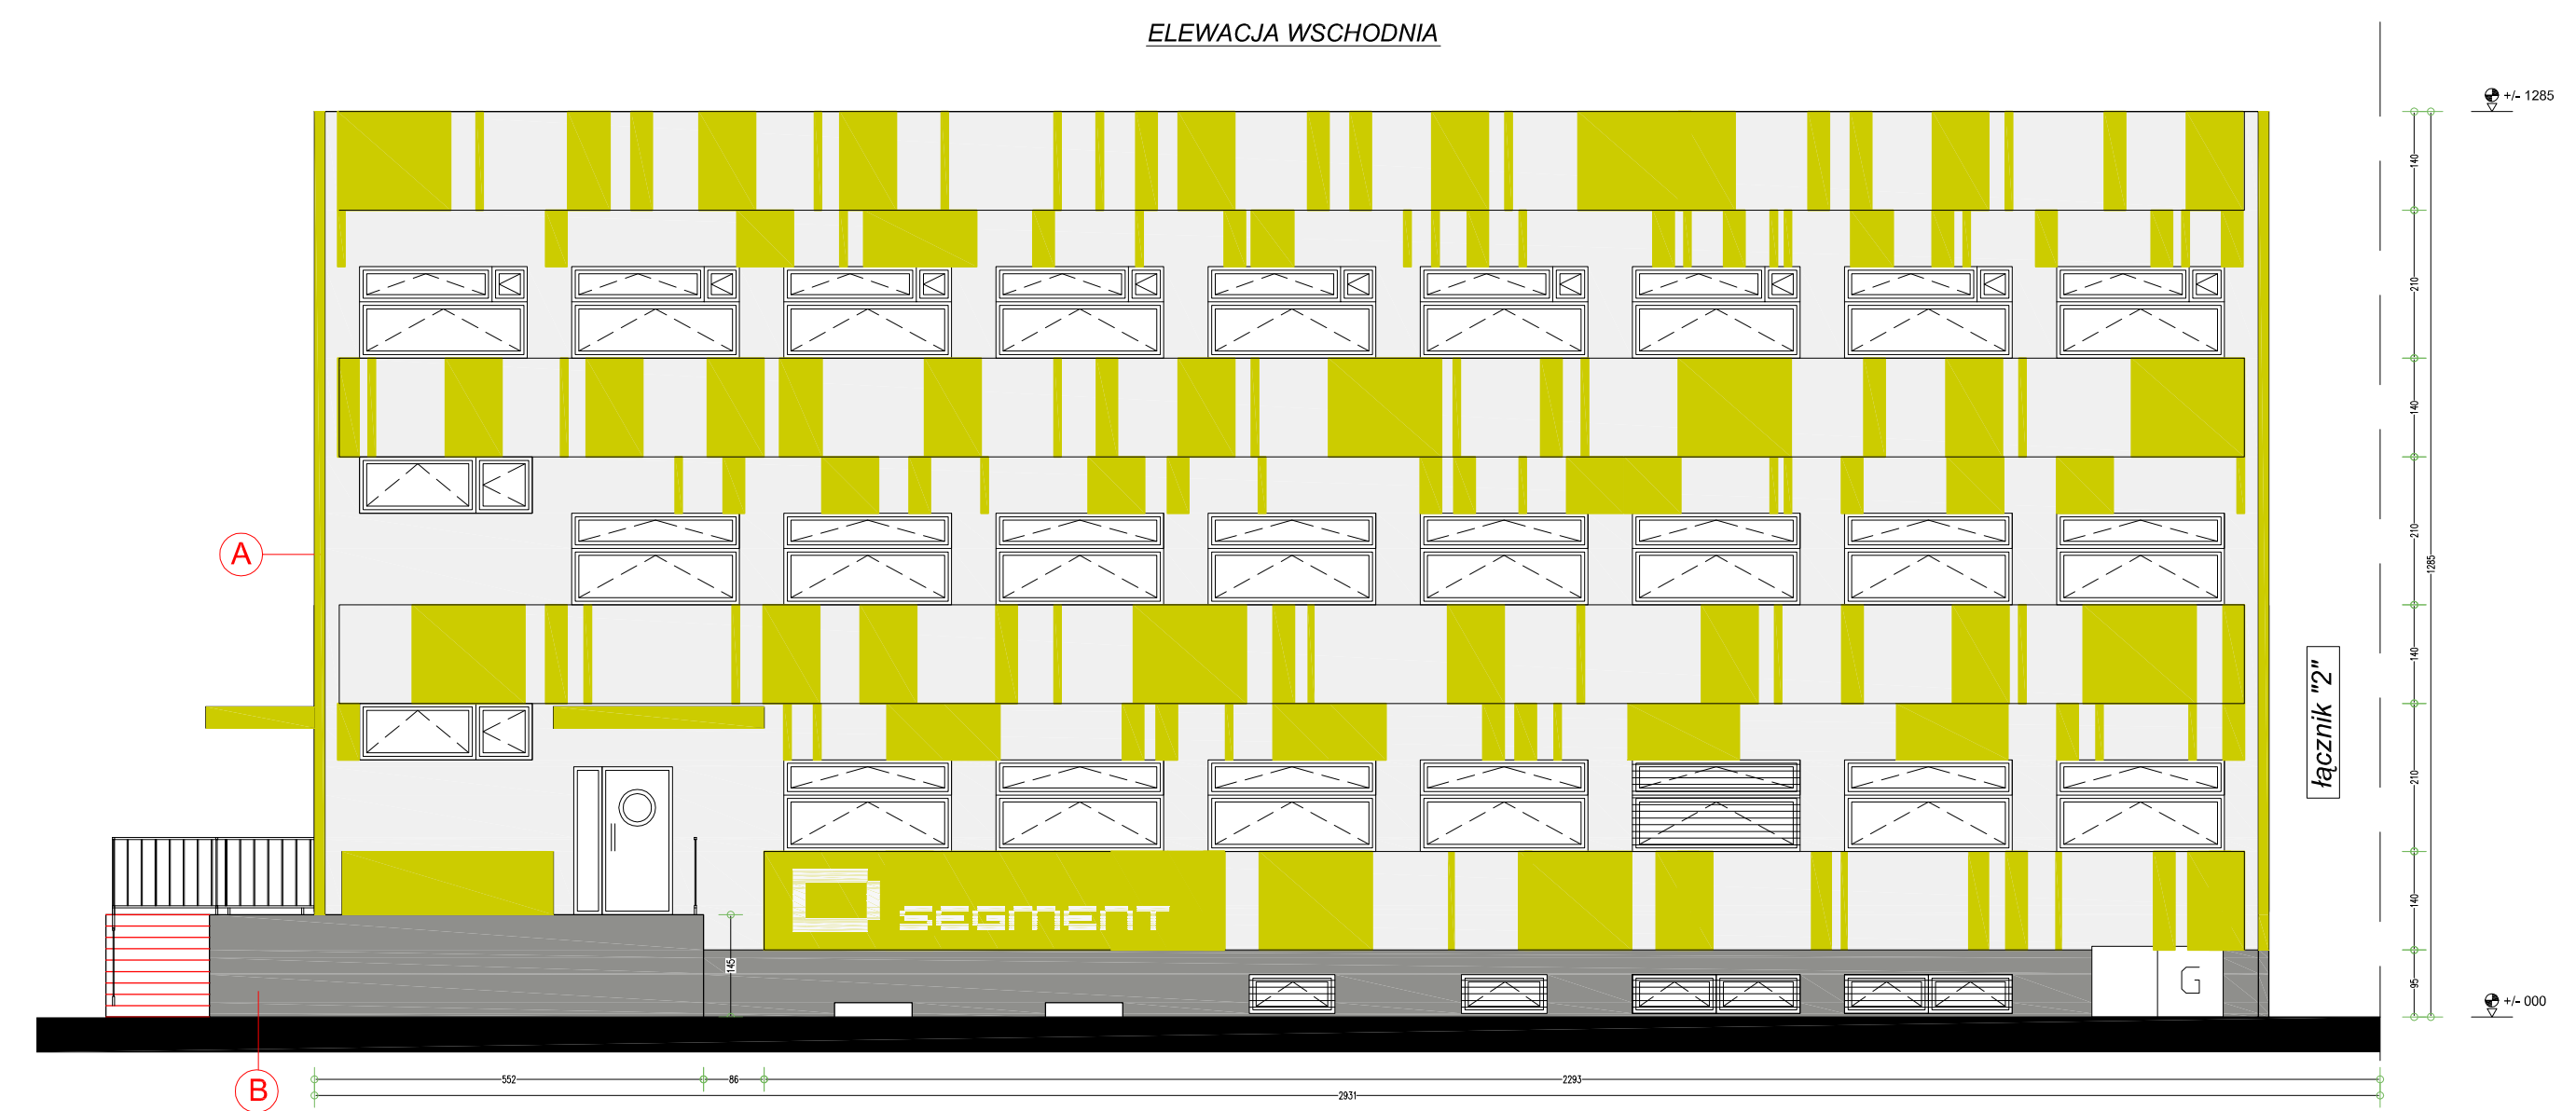 ELEWACJA WSCHODNIA
+/- 1285
140
210
140
210
1285
140
210
140
95
A
łącznik "2"
SEGMENT
145
G
+/- 000
B
552
86
2293
2931